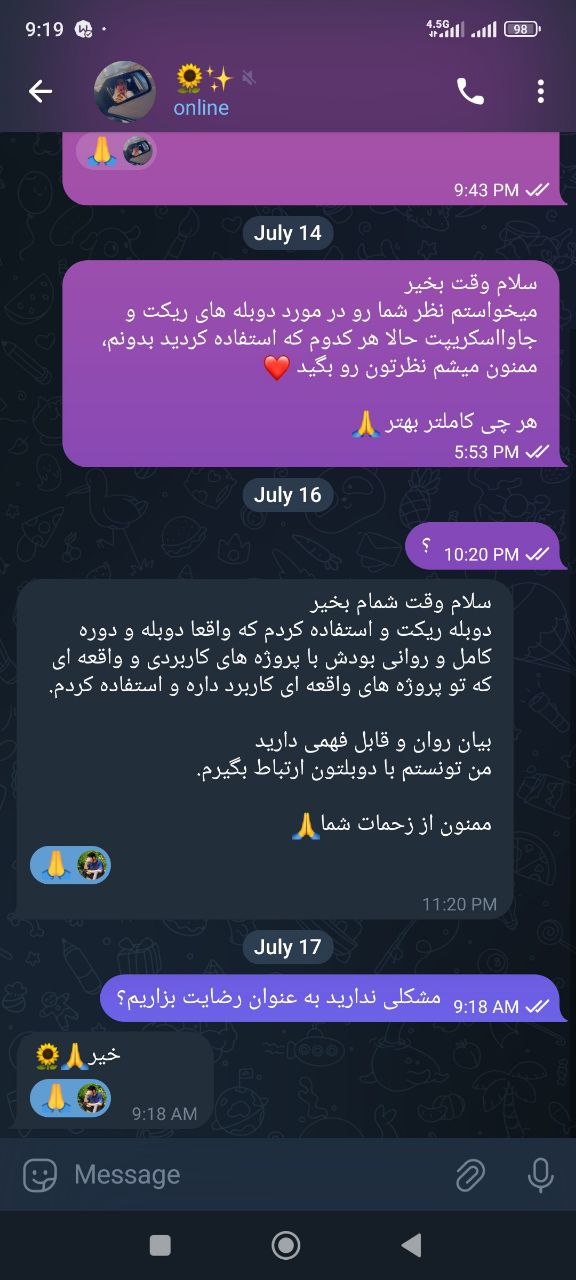 9:19
4.5G
98
🌻✨
online
🙏
9:43 PM
July 14
سلام وقت بخیر
میخواستم نظر شما رو در مورد دوبله های ریکت و
جاوااسکریپت حالا هر کدوم که استفاده کردید بدونم,
ممنون میشم نظرتون رو بگید ❤️
هر چی کاملتر بهتر 🙏
5:53 PM
July 16
؟
10:20 PM
سلام وقت شمام بخیر
دوبله ریکت و استفاده کردم که واقعا دوبله و دوره
کامل و روانی بودش با پروژه های کاربردی و واقعه ای
که تو پروژه های واقعه ای کاربرد داره و استفاده کردم.
بیان روان و قابل فهمی دارید
من تونستم با دوبلتون ارتباط بگیرم.
ممنون از زحمات شما🙏
🙏
11:20 PM
July 17
مشکلی ندارید به عنوان رضایت بزاریم؟
9:18 AM
خیر🙏🌻
🙏
9:18 AM
Message